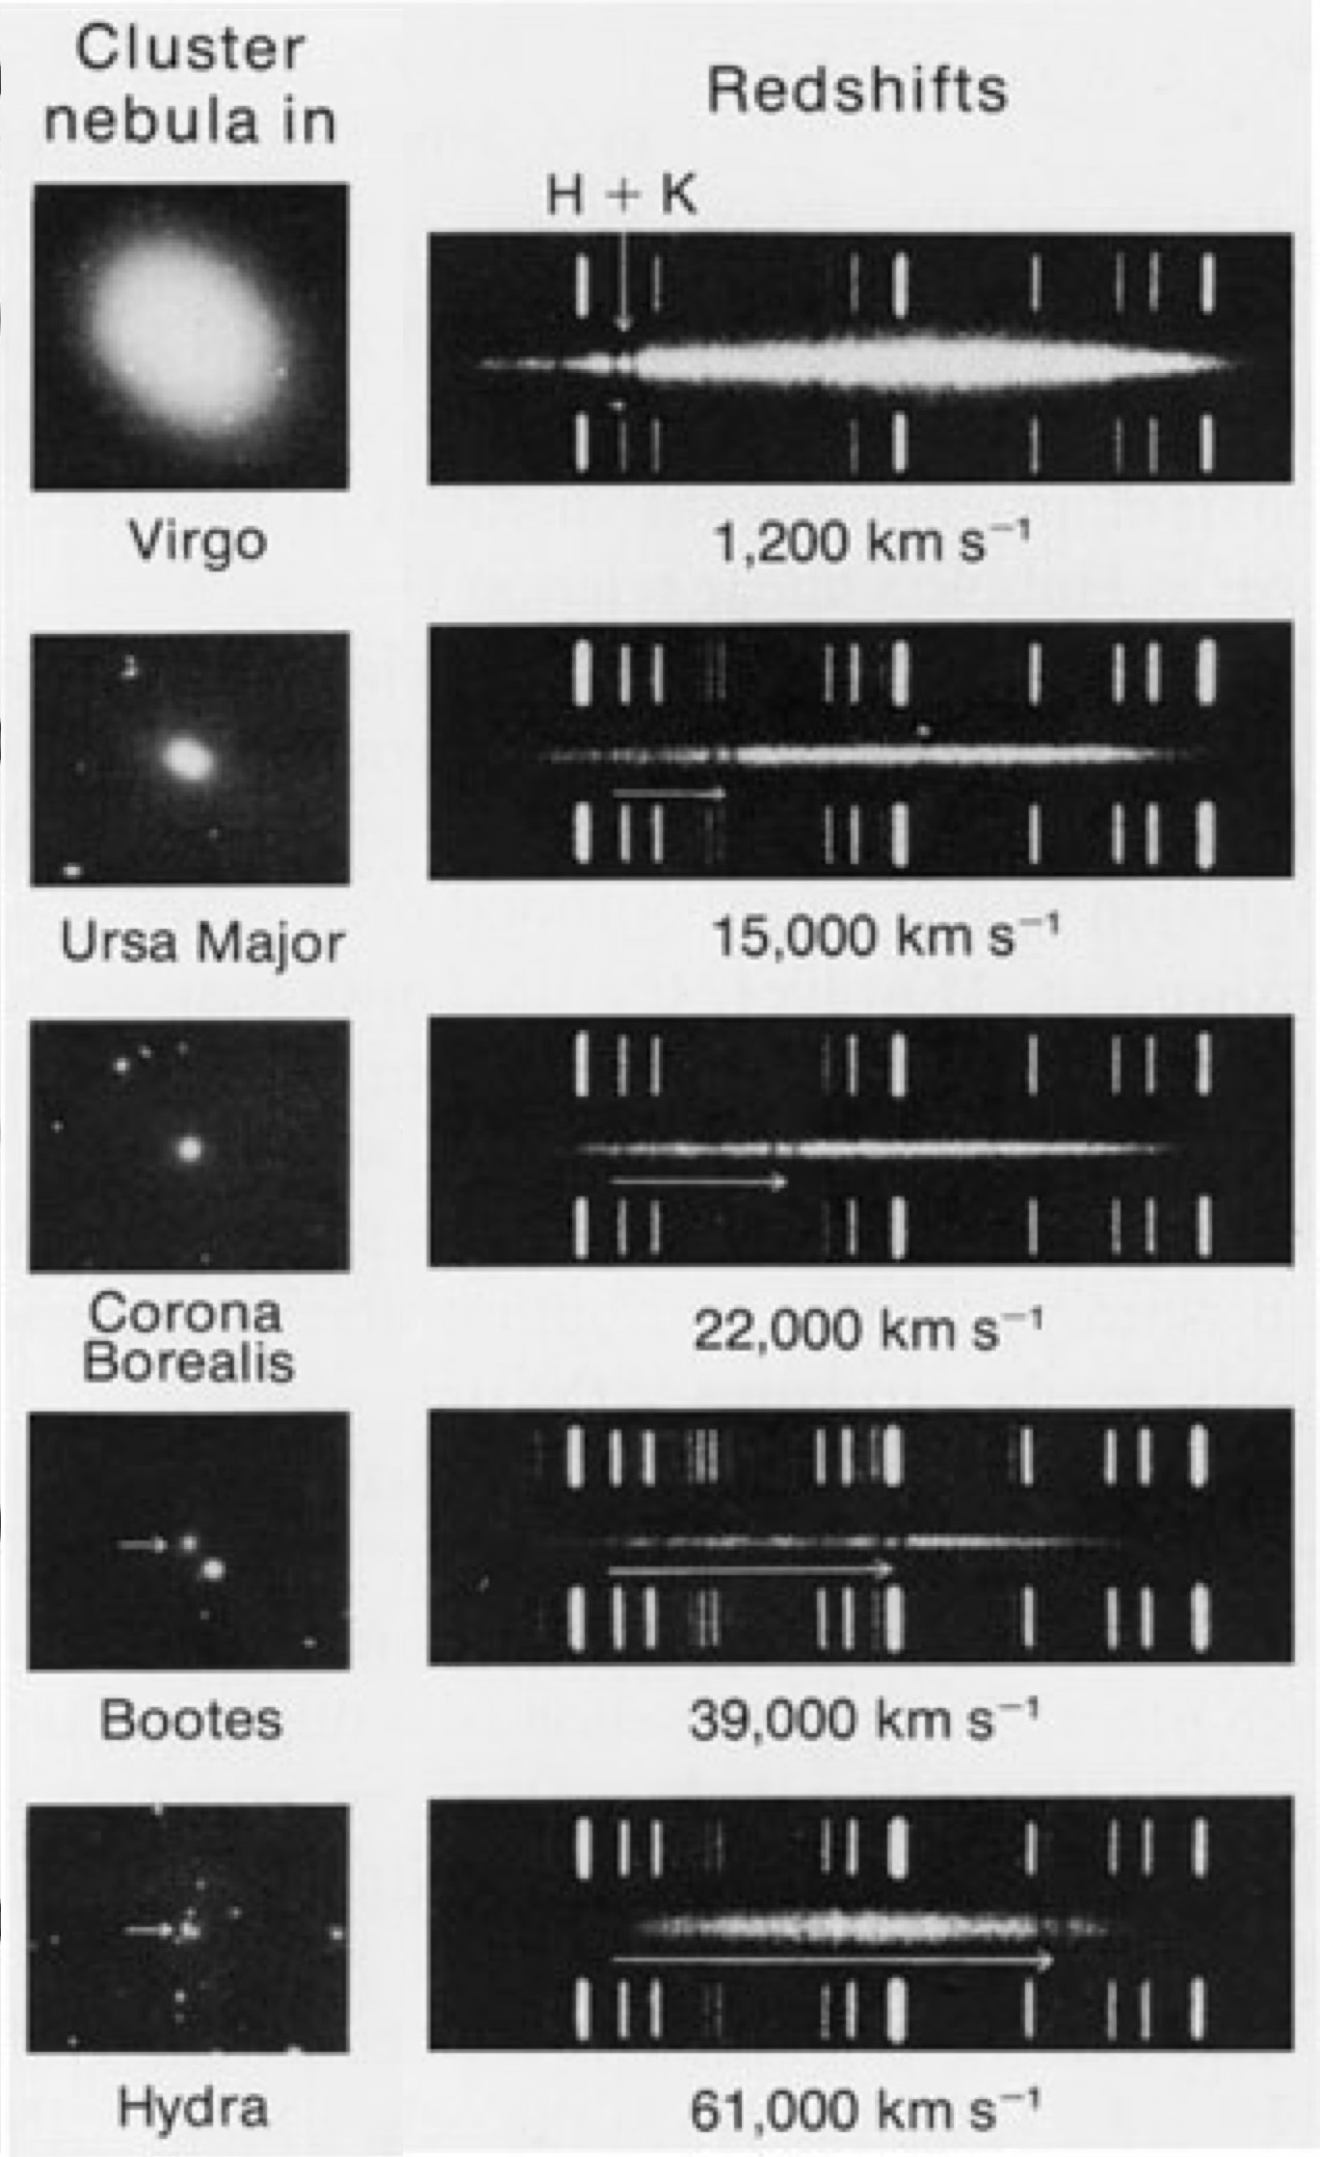 Cluster
nebula in
Redshifts
H + K
Virgo
1,200 km s⁻¹
Ursa Major
15,000 km s⁻¹
Corona
Borealis
22,000 km s⁻¹
Bootes
39,000 km s⁻¹
Hydra
61,000 km s⁻¹